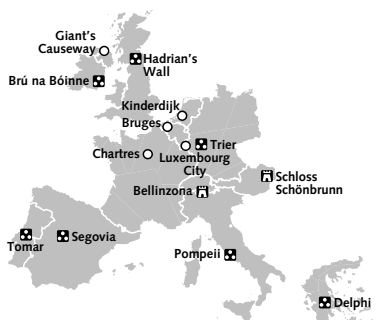 Giant's
Causeway
Hadrian's
Wall
Brú na Bóinne
Kinderdijk
Bruges
Trier
Chartres
Luxembourg
City
Schloss
Schönbrunn
Bellinzona
Tomar
Segovia
Pompeii
Delphi